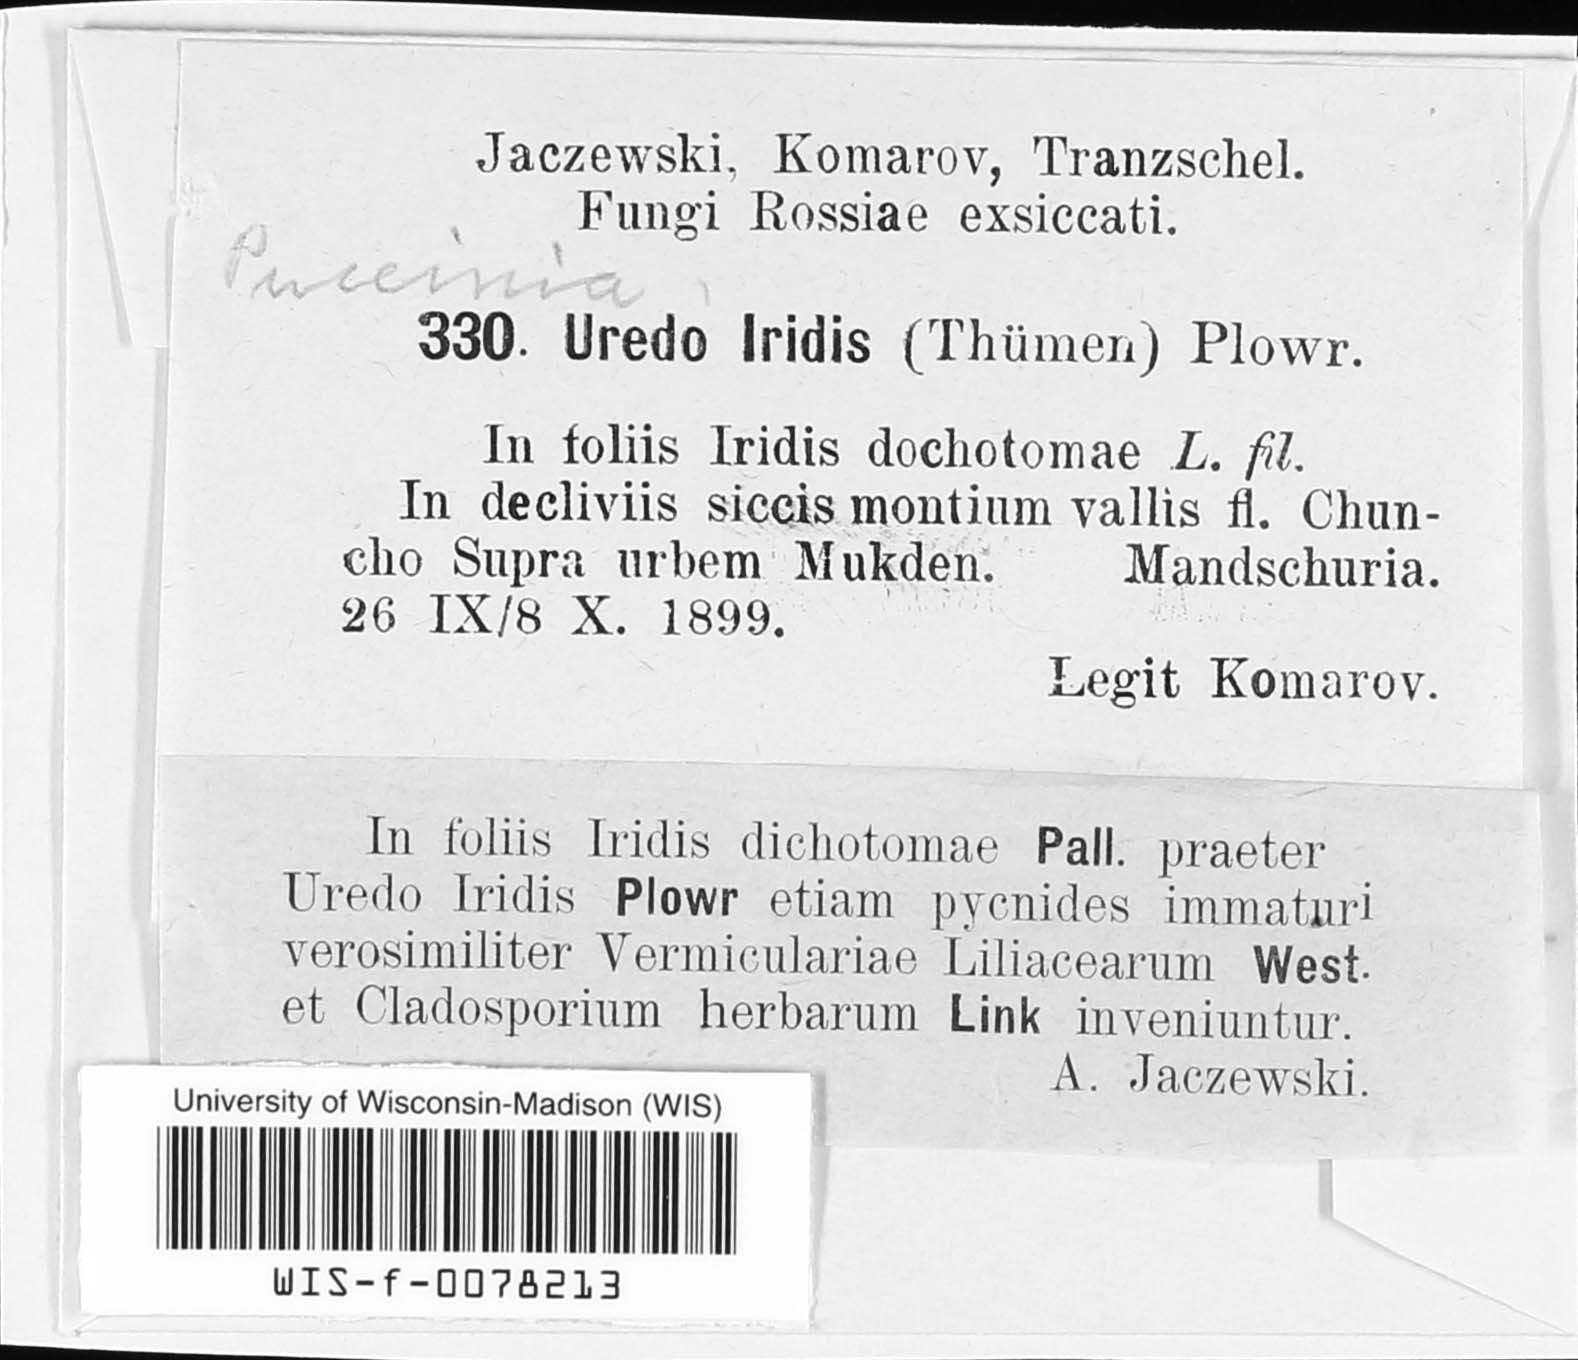 Jaczewski, Komarov, Tranzschel.
Fungi Rossiae exsiccati.
Puccinia
330. Uredo Iridis (Thümen) Plowr.
In foliis Iridis dochotomae L. fil.
In decliviis siccis montium vallis fl. Chun-
cho Supra urbem Mukden. Mandschuria.
26 IX/8 X. 1899.
Legit Komarov.
In foliis Iridis dichotomae Pall. praeter
Uredo Iridis Plowr etiam pycnides immaturi
verosimiliter Vermiculariae Liliacearum West.
et Cladosporium herbarum Link inveniuntur.
A. Jaczewski.
University of Wisconsin-Madison (WIS)
WIS-f-0078213